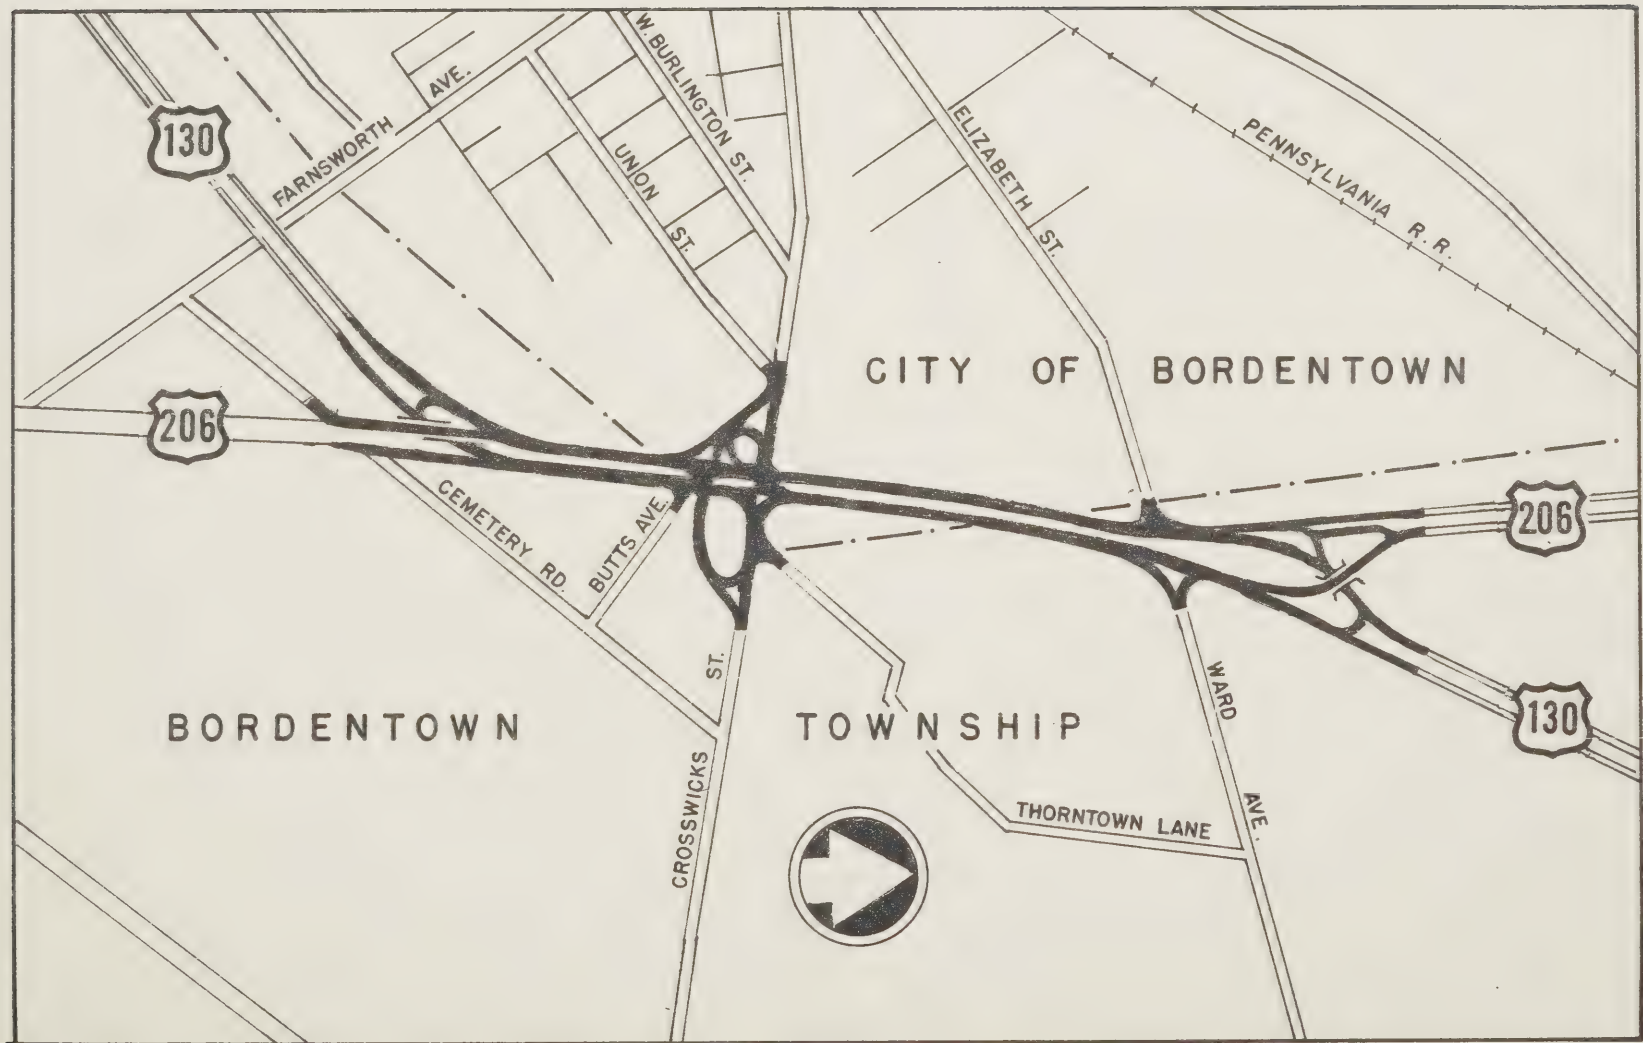 W. BURLINGTON ST.
AVE.
FARNSWORTH
130
UNION
ST.
ELIZABETH
ST.
PENNSYLVANIA R.R.
CITY OF BORDENTOWN
206
CEMETERY RD.
BUTTS AVE.
206
ST.
WARD
130
BORDENTOWN TOWNSHIP
CROSSWICKS
THORNTOWN LANE
AVE.